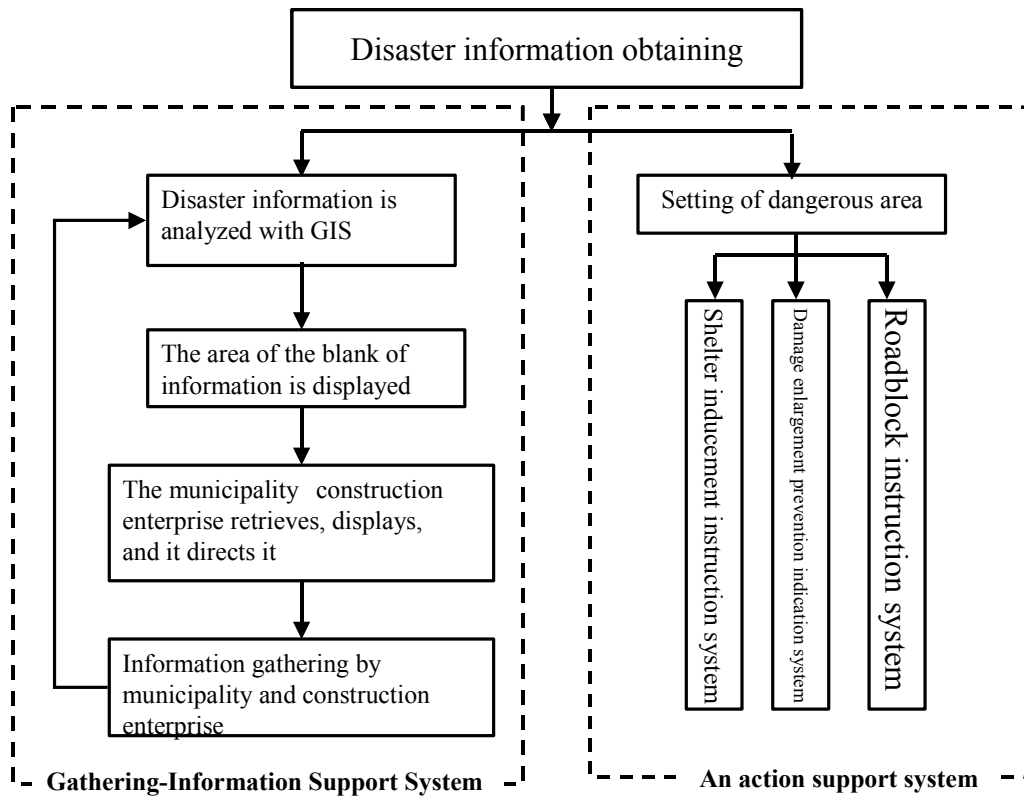 Disaster information obtaining
Disaster information is
analyzed with GIS
The area of the blank of
information is displayed
The municipality construction
enterprise retrieves, displays,
and it directs it
Information gathering by
municipality and construction
enterprise
Gathering-Information Support System
Setting of dangerous area
Shelter inducement instruction system
Damage enlargement prevention indication system
Roadblock instruction system
An action support system